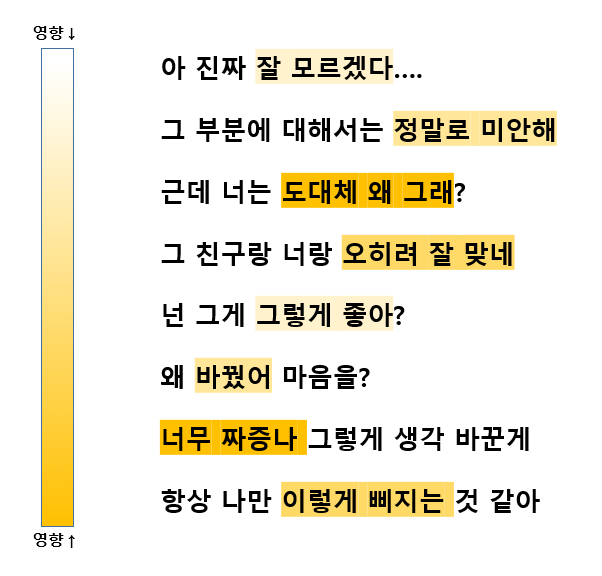 영향↓
아 진짜 잘 모르겠다....
그 부분에 대해서는 정말로 미안해
근데 너는 도대체 왜 그래?
그 친구랑 너랑 오히려 잘 맞네
넌 그게 그렇게 좋아?
왜 바꿨어 마음을?
너무 짜증나 그렇게 생각 바꾼게
항상 나만 이렇게 삐지는 것 같아
영향↑